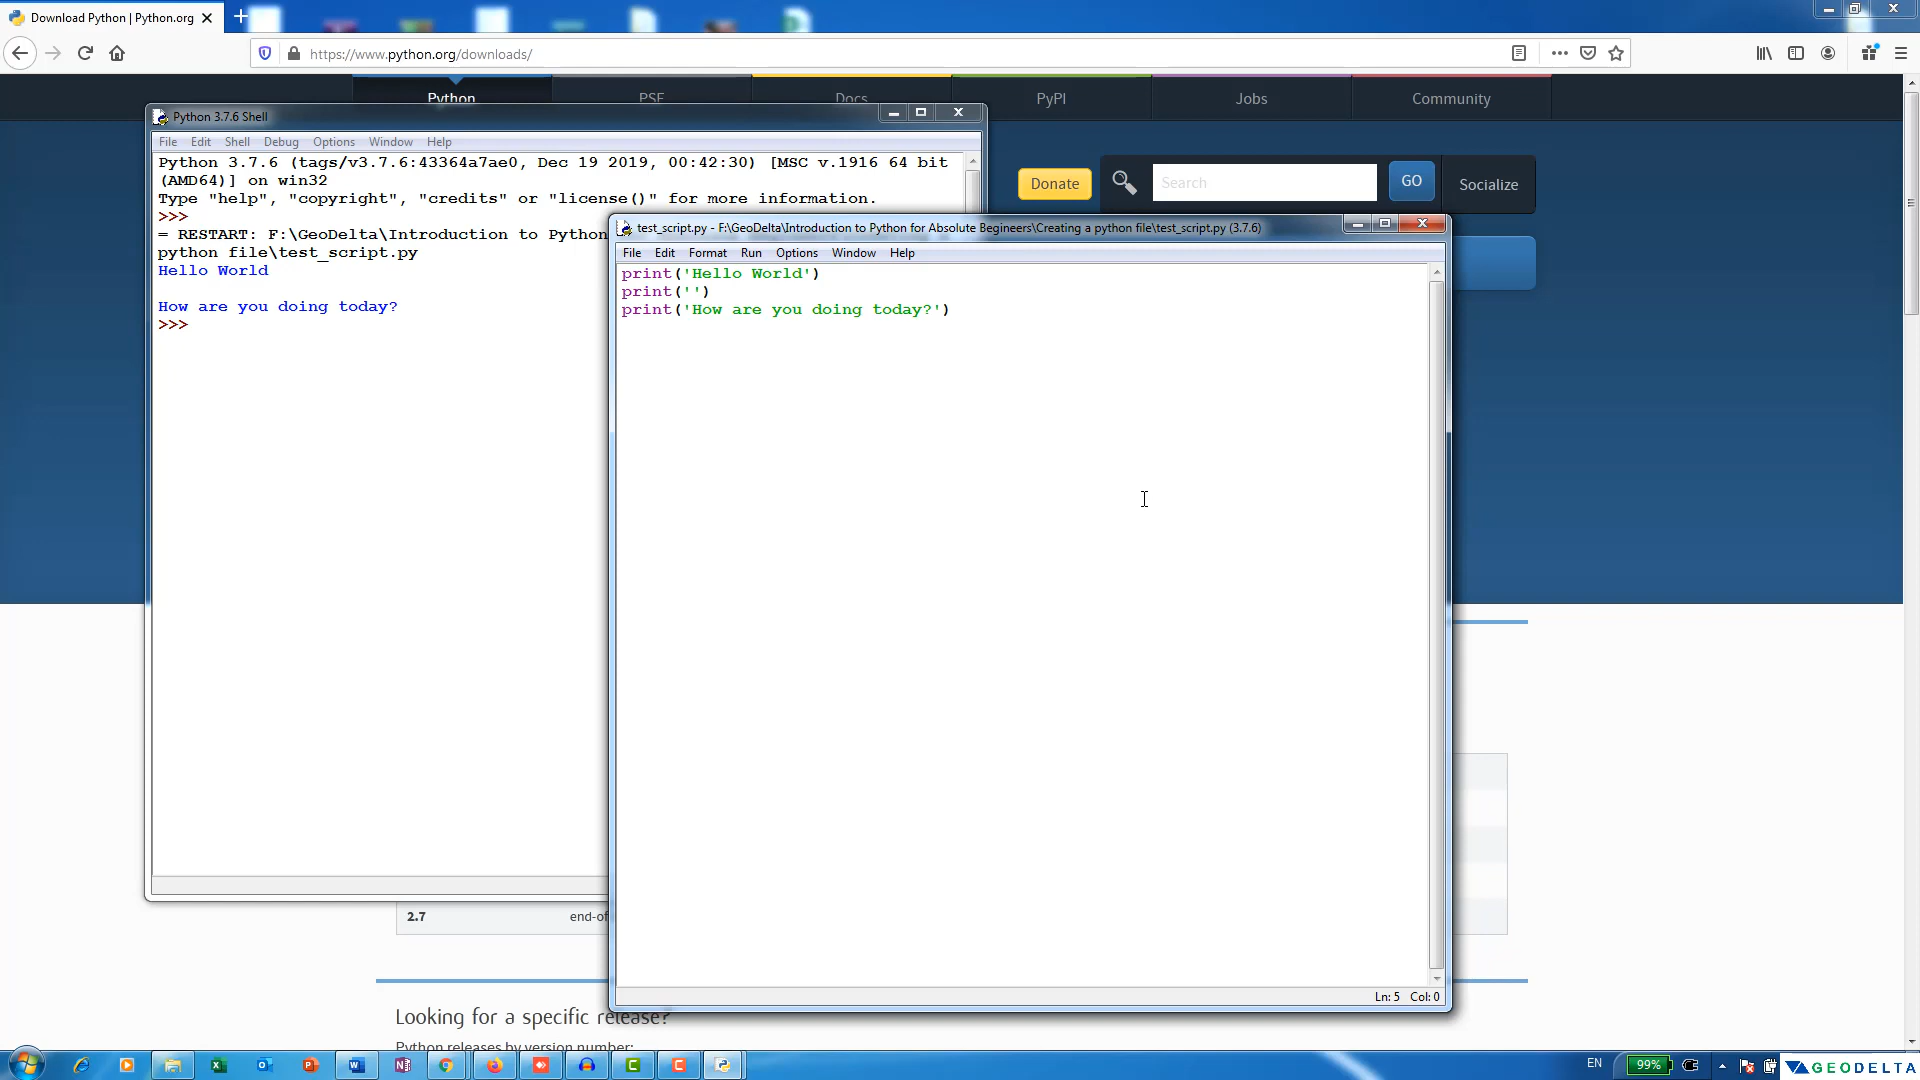 Download Python | Python.org
https://www.python.org/downloads/
Python
PSF
Docs
PyPI
Jobs
Community
Donate
Search
GO
Socialize
Python 3.7.6 Shell
File Edit Shell Debug Options Window Help
Python 3.7.6 (tags/v3.7.6:43364a7ae0, Dec 19 2019, 00:42:30) [MSC v.1916 64 bit
(AMD64)] on win32
Type "help", "copyright", "credits" or "license()" for more information.
>>>
= RESTART: F:\GeoDelta\Introduction to Python
python file\test_script.py
Hello World
How are you doing today?
>>>
test_script.py - F:\GeoDelta\Introduction to Python for Absolute Begineers\Creating a python file\test_script.py (3.7.6)
File Edit Format Run Options Window Help
print('Hello World')
print('')
print('How are you doing today?')
Ln: 5 Col: 0
2.7
end-of
Looking for a specific release?
Python releases by version number:
EN
99%
GEODELTA